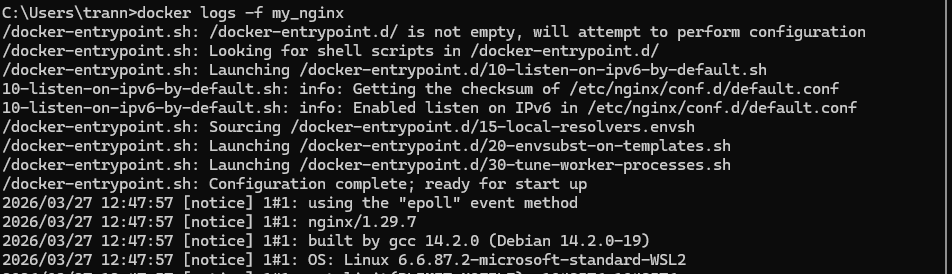 C:\Users\trann>docker logs -f my_nginx
/docker-entrypoint.sh: /docker-entrypoint.d/ is not empty, will attempt to perform configuration
/docker-entrypoint.sh: Looking for shell scripts in /docker-entrypoint.d/
/docker-entrypoint.sh: Launching /docker-entrypoint.d/10-listen-on-ipv6-by-default.sh
10-listen-on-ipv6-by-default.sh: info: Getting the checksum of /etc/nginx/conf.d/default.conf
10-listen-on-ipv6-by-default.sh: info: Enabled listen on IPv6 in /etc/nginx/conf.d/default.conf
/docker-entrypoint.sh: Sourcing /docker-entrypoint.d/15-local-resolvers.envsh
/docker-entrypoint.sh: Launching /docker-entrypoint.d/20-envsubst-on-templates.sh
/docker-entrypoint.sh: Launching /docker-entrypoint.d/30-tune-worker-processes.sh
/docker-entrypoint.sh: Configuration complete; ready for start up
2026/03/27 12:47:57 [notice] 1#1: using the "epoll" event method
2026/03/27 12:47:57 [notice] 1#1: nginx/1.29.7
2026/03/27 12:47:57 [notice] 1#1: built by gcc 14.2.0 (Debian 14.2.0-19)
2026/03/27 12:47:57 [notice] 1#1: OS: Linux 6.6.87.2-microsoft-standard-WSL2